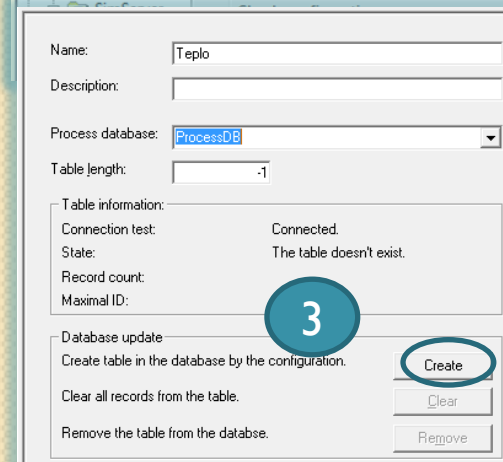 Name: Teplo
Description:
Process database: ProcessDB
Table length: -1
Table information:
Connection test: Connected.
State: The table doesn't exist.
Record count:
Maximal ID:
3
Database update
Create table in the database by the configuration. Create
Clear all records from the table. Clear
Remove the table from the databse. Remove